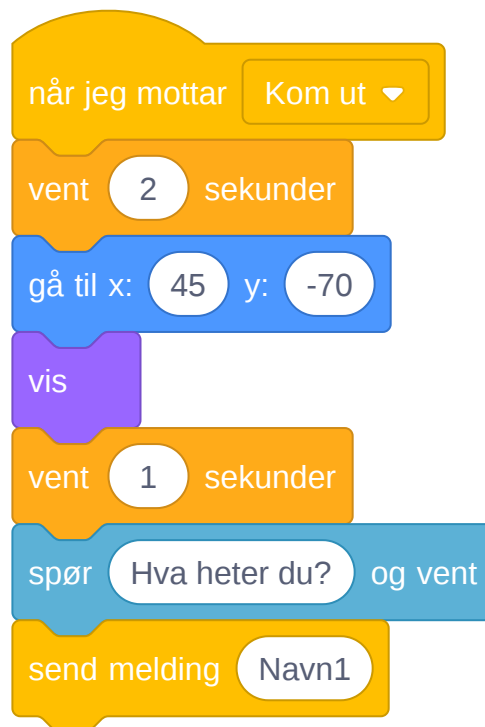 når jeg mottar Kom ut
vent 2 sekunder
gå til x: 45 y: -70
vis
vent 1 sekunder
spør Hva heter du? og vent
send melding Navn1